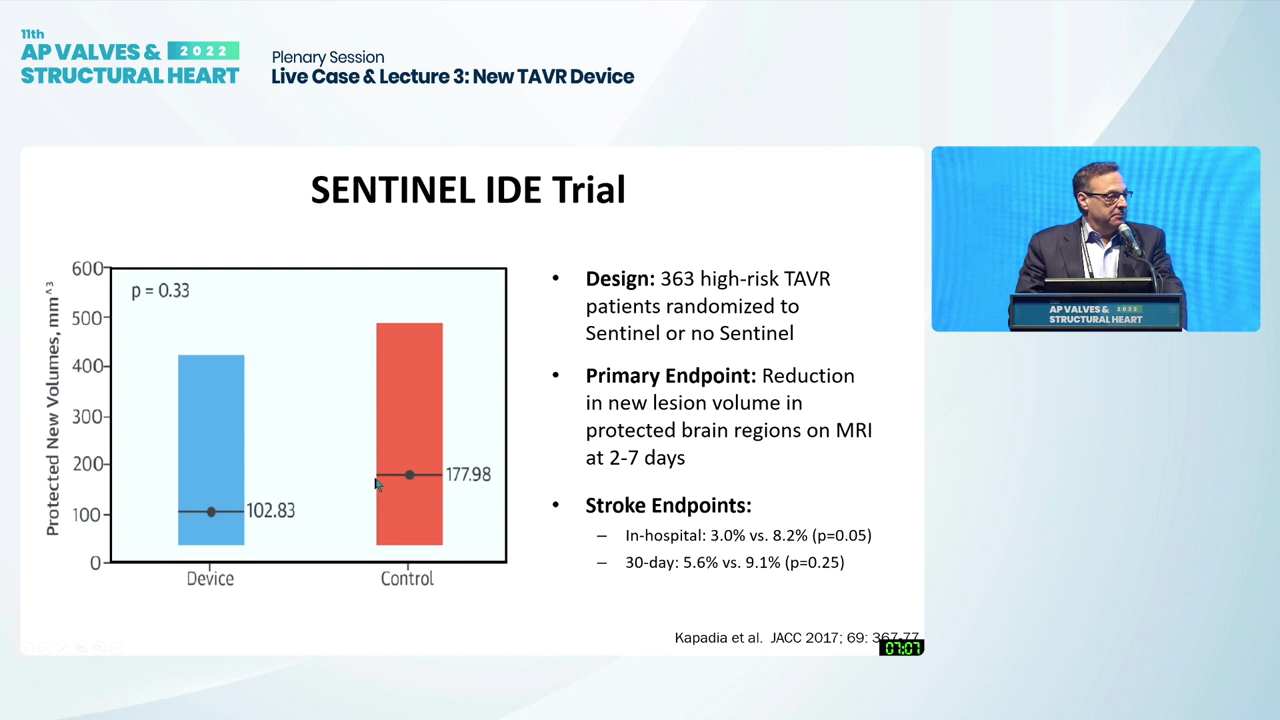 11th
AP VALVES & 2022
STRUCTURAL HEART
Plenary Session
Live Case & Lecture 3: New TAVR Device
SENTINEL IDE Trial
600
500
400
300
200
100
0
Protected New Volumes, mm^3
p = 0.33
102.83
177.98
Device
Control
• Design: 363 high-risk TAVR
patients randomized to
Sentinel or no Sentinel
• Primary Endpoint: Reduction
in new lesion volume in
protected brain regions on MRI
at 2-7 days
• Stroke Endpoints:
– In-hospital: 3.0% vs. 8.2% (p=0.05)
– 30-day: 5.6% vs. 9.1% (p=0.25)
Kapadia et al. JACC 2017; 69: 367-77
07:07
AP VALVES & 2022
STRUCTURAL HEART